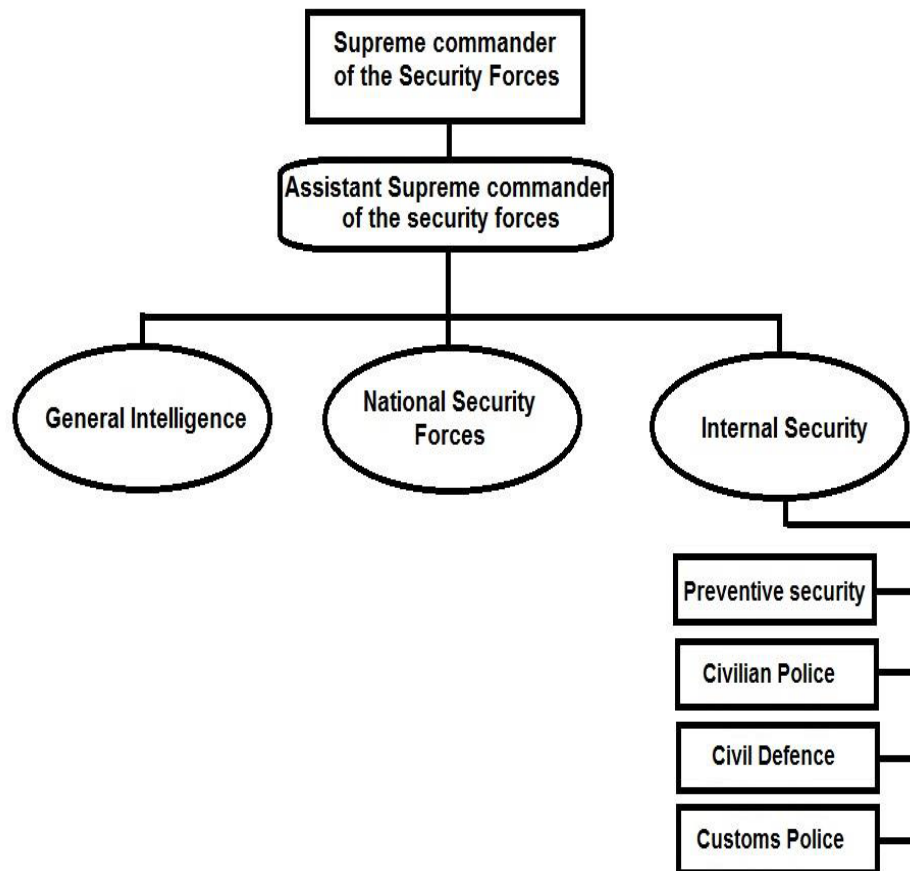 Supreme commander
of the Security Forces
Assistant Supreme commander
of the security forces
General Intelligence
National Security
Forces
Internal Security
Preventive security
Civilian Police
Civil Defence
Customs Police